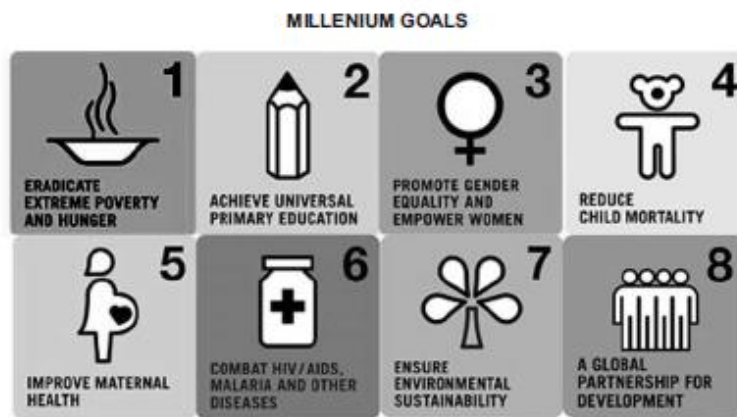 MILLENIUM GOALS
1
ERADICATE
EXTREME POVERTY
AND HUNGER
2
ACHIEVE UNIVERSAL
PRIMARY EDUCATION
3
PROMOTE GENDER
EQUALITY AND
EMPOWER WOMEN
4
REDUCE
CHILD MORTALITY
5
IMPROVE MATERNAL
HEALTH
6
COMBAT HIV/AIDS,
MALARIA AND OTHER
DISEASES
7
ENSURE
ENVIRONMENTAL
SUSTAINABILITY
8
A GLOBAL
PARTNERSHIP FOR
DEVELOPMENT